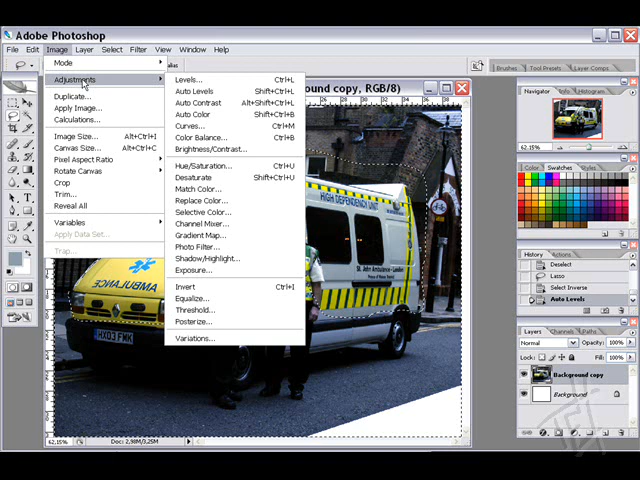 Adobe Photoshop
File Edit Image Layer Select Filter View Window Help
alias
Brushes Tool Presets Layer Comps
Mode
Adjustments
Duplicate...
Apply Image...
Calculations...
Image Size... Alt+Ctrl+I
Canvas Size... Alt+Ctrl+C
Pixel Aspect Ratio
Rotate Canvas
Crop
Trim...
Reveal All
Variables
Apply Data Set...
Trap...
Levels... Ctrl+L
Auto Levels Shift+Ctrl+L
Auto Contrast Alt+Shift+Ctrl+L
Auto Color Shift+Ctrl+B
Curves... Ctrl+M
Color Balance... Ctrl+B
Brightness/Contrast...
Hue/Saturation... Ctrl+U
Desaturate Shift+Ctrl+U
Match Color...
Replace Color...
Selective Color...
Channel Mixer...
Gradient Map...
Photo Filter...
Shadow/Highlight...
Exposure...
Invert Ctrl+I
Equalize...
Threshold...
Posterize...
Variations...
ound copy, RGB/8)
HIGH DEPENDENCY UNIT
St. John Ambulance - London
AMBULANCE
HX03 FMK
62,15% Doc: 2,98M/3,25M
Navigator Info Histogram
62.15%
Color Swatches Styles
History Actions
Deselect
Lasso
Select Inverse
Auto Levels
Layers Channels Paths
Normal Opacity: 100%
Lock: Fill: 100%
Background copy
Background